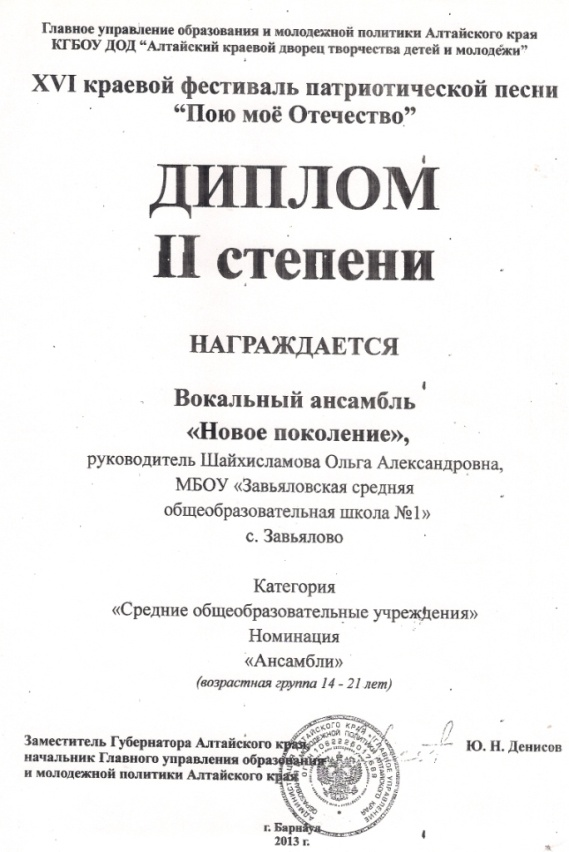 Главное управление образования и молодежной политики Алтайского края
КГБОУ ДОД “Алтайский краевой дворец творчества детей и молодежи”
XVI краевой фестиваль патриотической песни
“Пою моё Отечество”
ДИПЛОМ
II степени
НАГРАЖДАЕТСЯ
Вокальный ансамбль
«Новое поколение»,
руководитель Шайхисламова Ольга Александровна,
МБОУ «Завьяловская средняя
общеобразовательная школа №1»
с. Завьялово
Категория
«Средние общеобразовательные учреждения»
Номинация
«Ансамбли»
(возрастная группа 14 - 21 лет)
Заместитель Губернатора Алтайского края,
начальник Главного управления образования
и молодежной политики Алтайского края
Ю. Н. Денисов
г. Барнаул
2013 г.